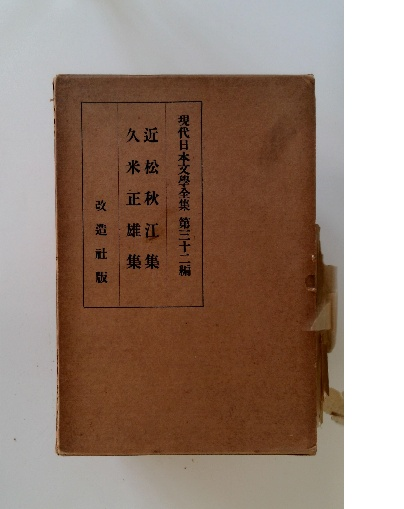 現代日本文學全集 第三十二編
近松秋江集
久米正雄集
改造社版